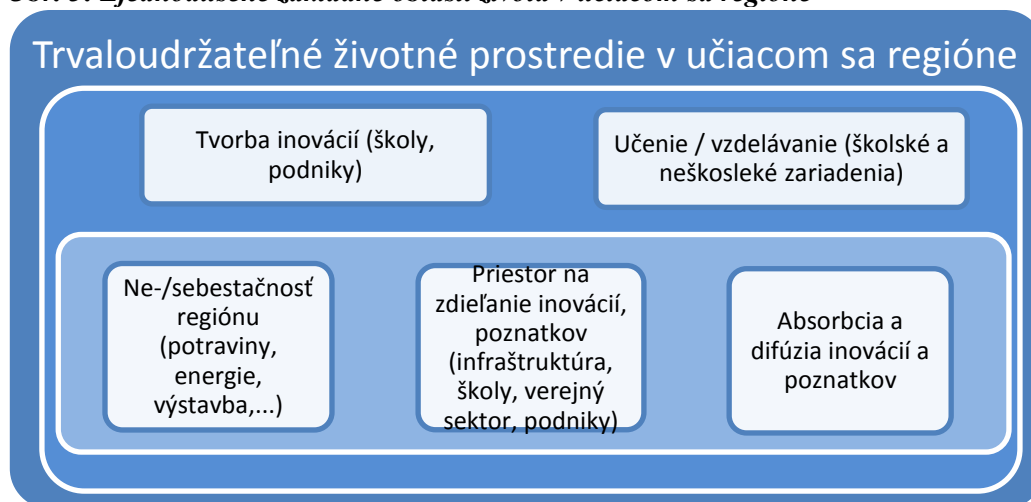 Trvaloudržateľné životné prostredie v učiacom sa regióne
Tvorba inovácií (školy,
podniky)
Učenie / vzdelávanie (školské a
neškosleké zariadenia)
Ne-/sebestačnosť
regiónu
(potraviny,
energie,
výstavba,...)
Priestor na
zdieľanie inovácií,
poznatkov
(infraštruktúra,
školy, verejný
sektor, podniky)
Absorbcia a
difúzia inovácií a
poznatkov